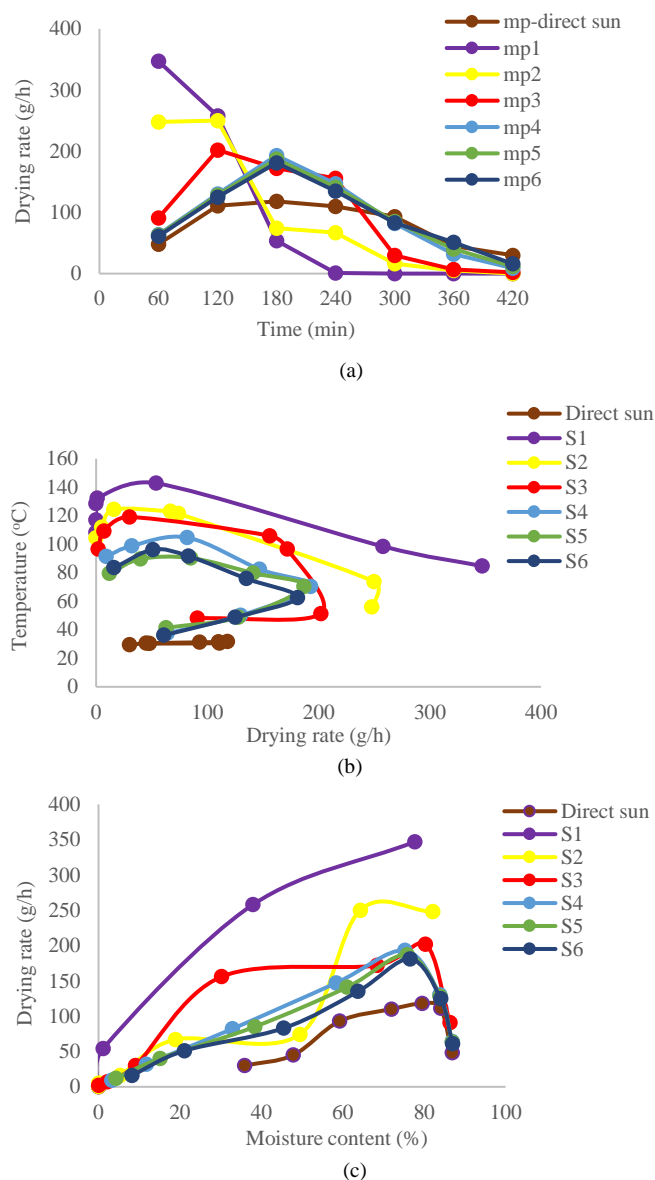 mp-direct sun
mp1
mp2
mp3
mp4
mp5
mp6
Drying rate (g/h)
400
300
200
100
0
0 60 120 180 240 300 360 420
Time (min)
(a)
Direct sun
S1
S2
S3
S4
S5
S6
Temperature (ºC)
160
140
120
100
80
60
40
20
0
0 100 200 300 400
Drying rate (g/h)
(b)
Direct sun
S1
S2
S3
S4
S5
S6
Drying rate (g/h)
400
350
300
250
200
150
100
50
0
0 20 40 60 80 100
Moisture content (%)
(c)